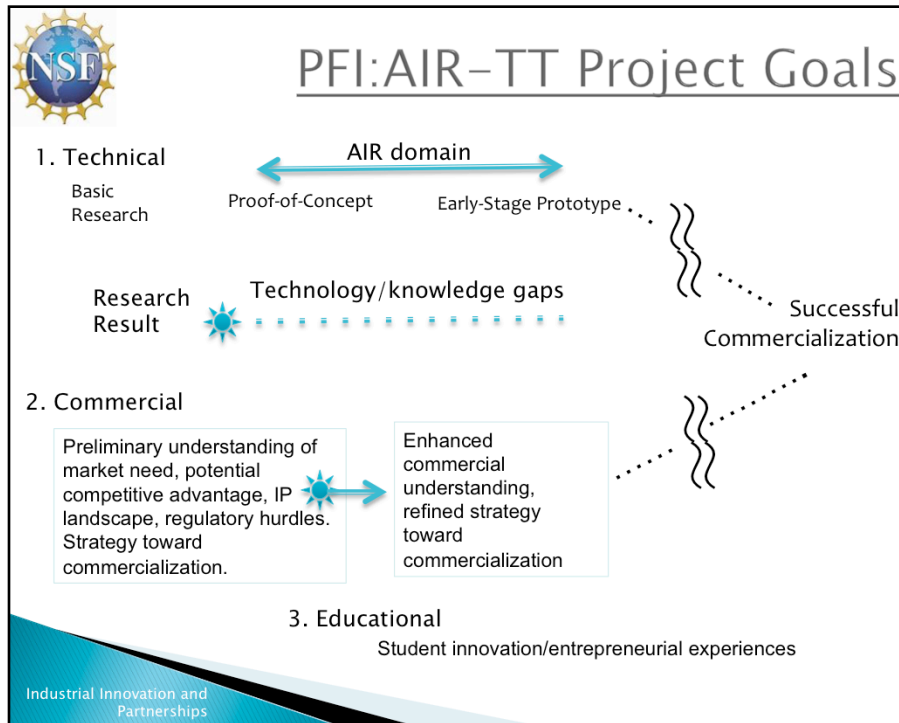 NSF
PFI:AIR-TT Project Goals
1. Technical
AIR domain
Basic
Research
Proof-of-Concept
Early-Stage Prototype
Research
Result
Technology/knowledge gaps
Successful
Commercialization
2. Commercial
Preliminary understanding of
market need, potential
competitive advantage, IP
landscape, regulatory hurdles.
Strategy toward
commercialization.
Enhanced
commercial
understanding,
refined strategy
toward
commercialization
3. Educational
Student innovation/entrepreneurial experiences
Industrial Innovation and
Partnerships